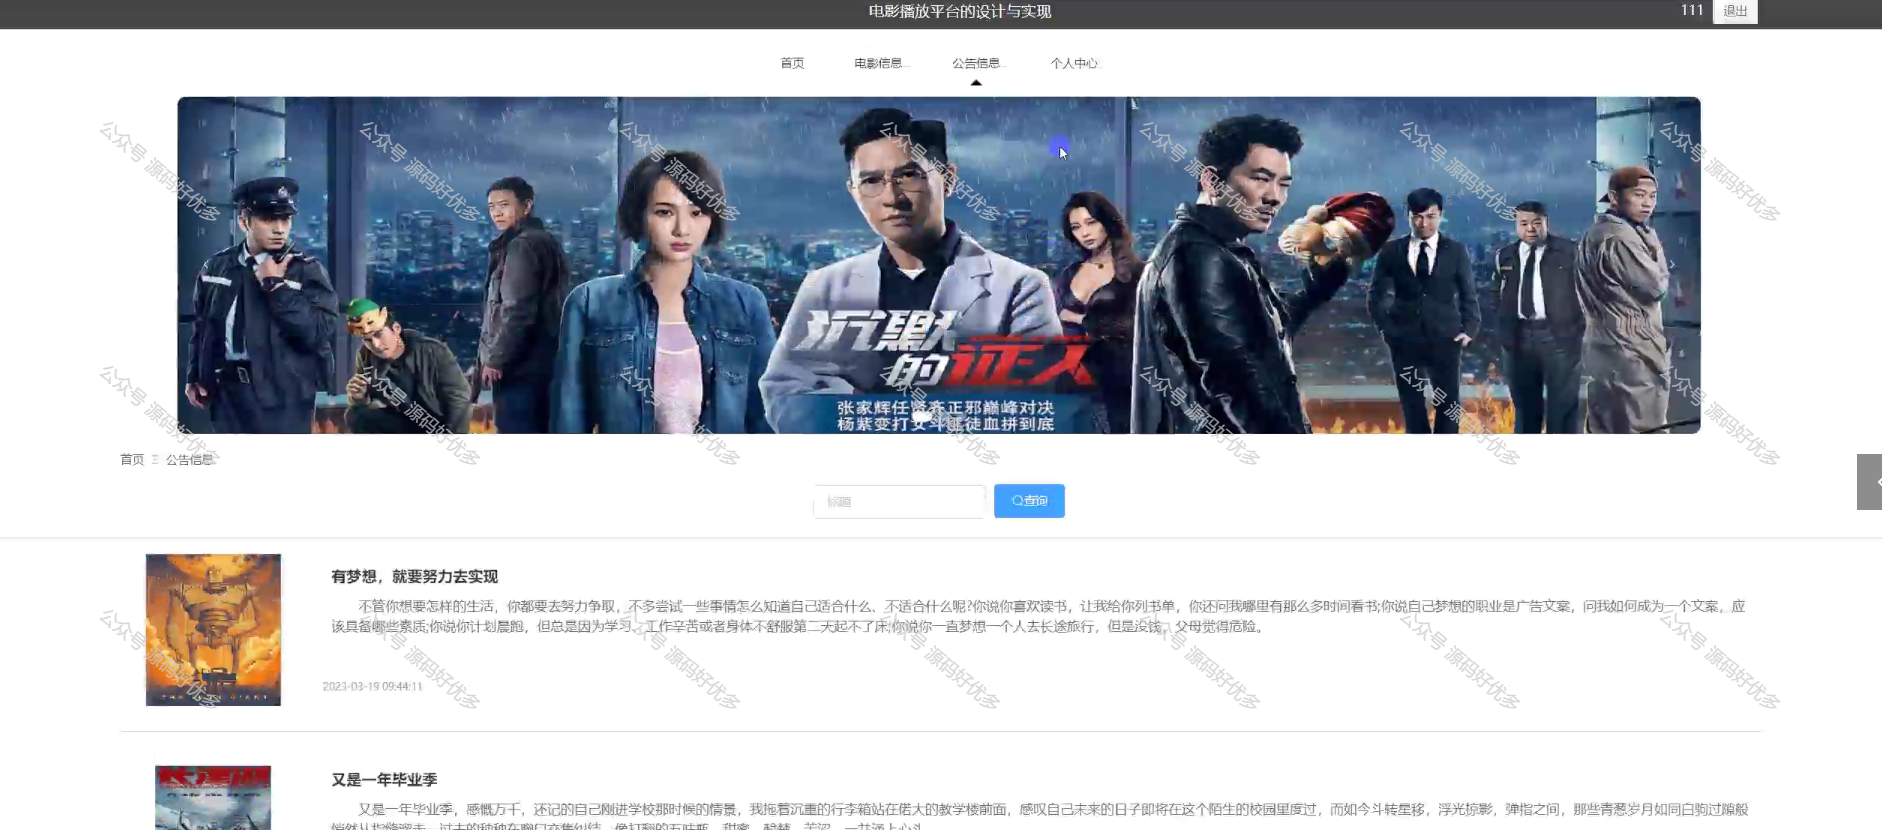 电影播放平台的设计与实现
111 退出
首页 电影信息 公告信息 个人中心
沉默
的证人
张家辉任贤齐正邪巅峰对决
杨紫变打女斗匪徒血拼到底
首页 公告信息
标题 查询
有梦想，就要努力去实现
不管你想要怎样的生活，你都要去努力争取，不多尝试一些事情怎么知道自己适合什么、不适合什么呢?你说你喜欢读书，让我给你列书单，你还问我哪里有那么多时间看书;你说自己梦想的职业是广告文案，问我如何成为一个文案，应
该具备哪些素质;你说你计划晨跑，但总是因为学习、工作辛苦或者身体不舒服第二天起不了床;你说你一直梦想一个人去长途旅行，但是没钱，父母觉得危险。
2023-03-19 09:44:11
长津湖
又是一年毕业季
又是一年毕业季，感慨万千，还记的自己刚进学校那时候的情景，我拖着沉重的行李箱站在偌大的教学楼前面，感叹自己未来的日子即将在这个陌生的校园里度过，而如今斗转星移，浮光掠影，弹指之间，那些青葱岁月如同白驹过隙般
公众号 源码好优多